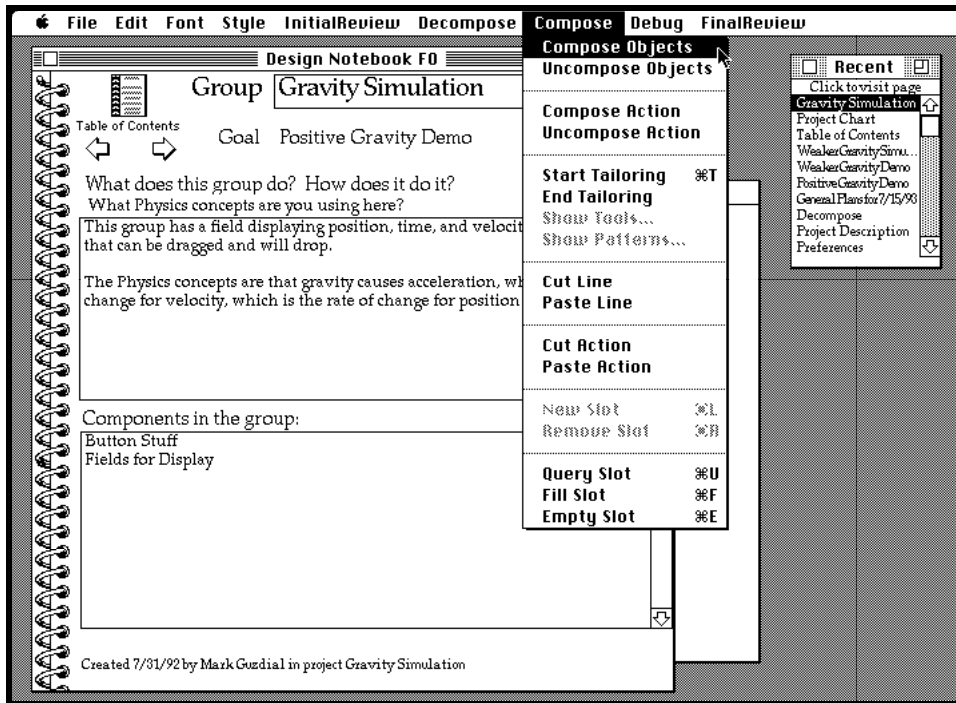 File Edit Font Style InitialReview Decompose Compose Debug FinalReview
Design Notebook F0
Group Gravity Simulation
Table of Contents
Goal Positive Gravity Demo
What does this group do? How does it do it?
What Physics concepts are you using here?
This group has a field displaying position, time, and
that can be dragged and will drop.
The Physics concepts are that gravity causes acceleration,
change for velocity, which is the rate of change for position
Components in the group:
Button Stuff
Fields for Display
Created 7/31/92 by Mark Guzdial in project Gravity Simulation
Compose Objects
Uncompose Objects
Compose Action
Uncompose Action
Start Tailoring ⌘T
End Tailoring
Show Tools...
Show Patterns...
Cut Line
Paste Line
Cut Action
Paste Action
New Slot ⌘L
Remove Slot ⌘R
Query Slot ⌘U
Fill Slot ⌘F
Empty Slot ⌘E
Recent
Click to visit page
Gravity Simulation
Project Chart
Table of Contents
WeakerGravitySimu...
WeakerGravityDemo
PositiveGravityDemo
General Plans for 7/15/93
Decompose
Project Description
Preferences